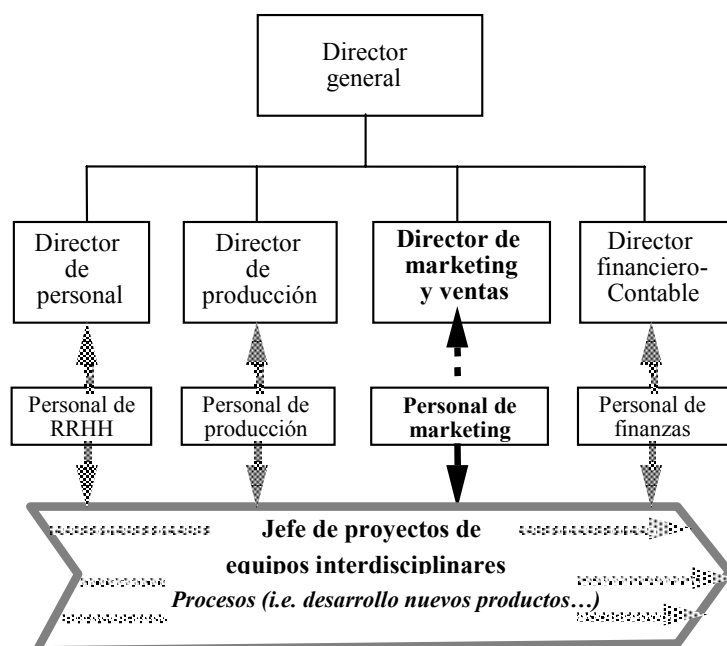 Director
general
Director
de
personal
Director
de
producción
Director de
marketing
y ventas
Director
financiero-
Contable
Personal de
RRHH
Personal de
producción
Personal de
marketing
Personal de
finanzas
Jefe de proyectos de
equipos interdisciplinares
Procesos (i.e. desarrollo nuevos productos…)